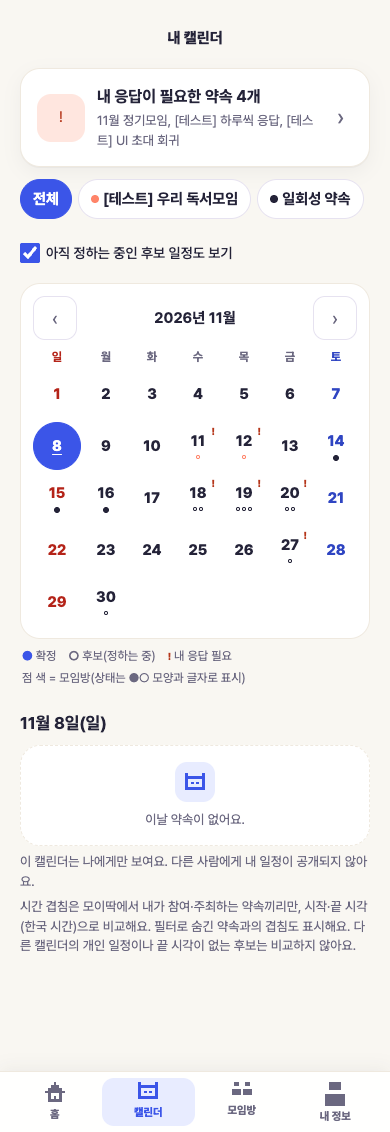 내 캘린더
!
내 응답이 필요한 약속 4개
11월 정기모임, [테스트] 하루씩 응답, [테스
트] UI 초대 회귀
›
전체
[테스트] 우리 독서모임
일회성 약속
아직 정하는 중인 후보 일정도 보기
‹ 2026년 11월 ›
일 월 화 수 목 금 토
1 2 3 4 5 6 7
8 9 10 11 ! 12 ! 13 14
15 16 17 18 ! 19 ! 20 ! 21
22 23 24 25 26 27 ! 28
29 30
확정 후보(정하는 중) ! 내 응답 필요
점 색 = 모임방(상태는 ●○ 모양과 글자로 표시)
11월 8일(일)
이날 약속이 없어요.
이 캘린더는 나에게만 보여요. 다른 사람에게 내 일정이 공개되지 않아
요.
시간 겹침은 모이딱에서 내가 참여·주최하는 약속끼리만, 시작·끝 시각
(한국 시간)으로 비교해요. 필터로 숨긴 약속과의 겹침도 표시해요. 다
른 캘린더의 개인 일정이나 끝 시각이 없는 후보는 비교하지 않아요.
홈 캘린더 모임방 내 정보